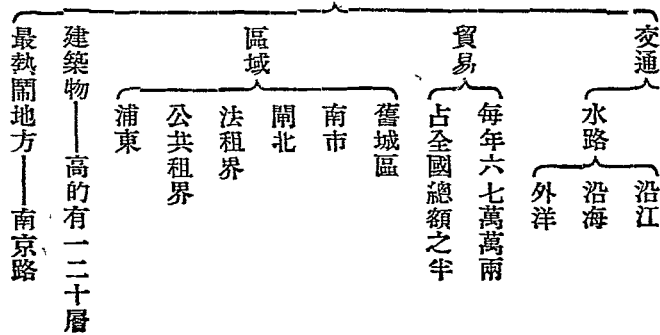 交通
水路
沿江
沿海
外洋
貿易
每年六七萬萬兩
占全國總額之半
區域
舊城區
南市
閘北
法租界
公共租界
浦東
建築物——高的有一二十層
最熱鬧地方——南京路